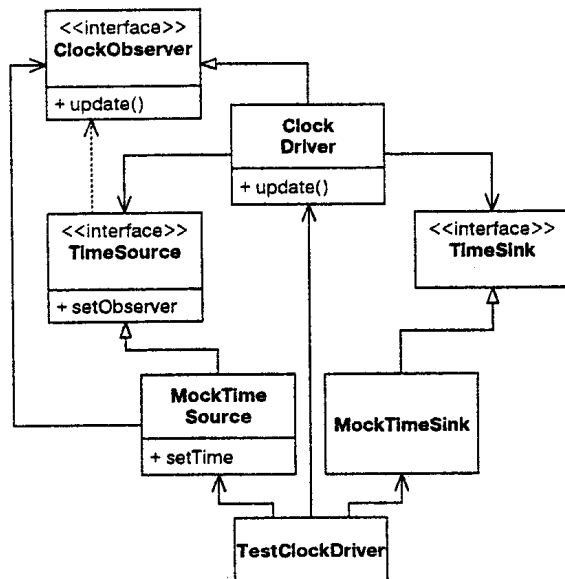 <<interface>>
ClockObserver
+ update()
Clock
Driver
+ update()
<<interface>>
TimeSource
+ setObserver
<<interface>>
TimeSink
MockTime
Source
+ setTime
MockTimeSink
TestClockDriver